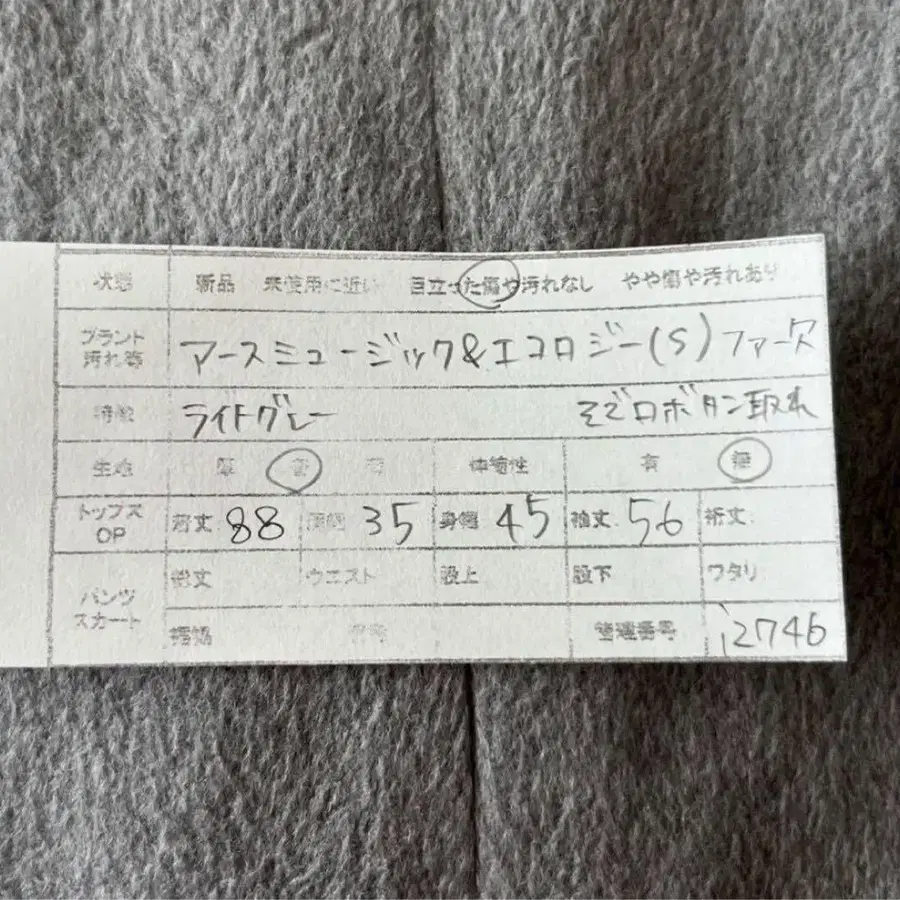 状態 新品 未使用に近い 目立った傷や汚れなし やや傷や汚れあり
ブランド 汚れ等 アースミュージック&エコロジー(S) ファー欠
特徴 ライトグレー そで口ボタン取れ
生地 厚 普 伸縮性 有 無
トップス OP 着丈: 88 肩幅 35 身幅 45 袖丈: 56 裄丈:
パンツ スカート 総丈 ウエスト 股上 股下 ワタリ
裾幅 管理番号 i2746